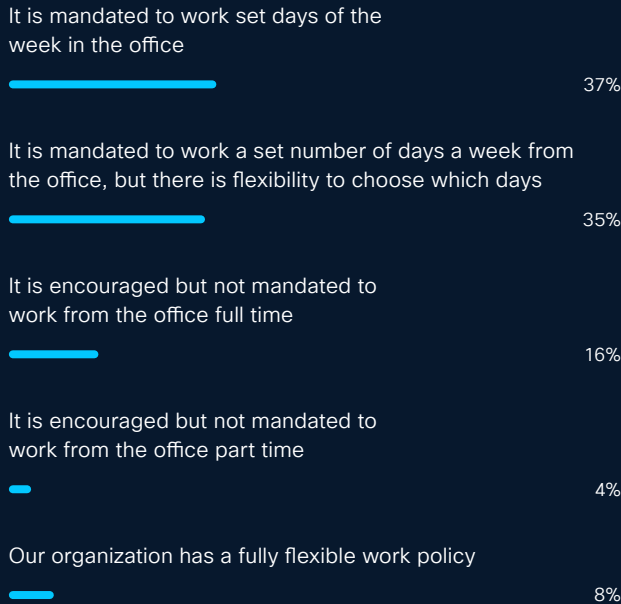 It is mandated to work set days of the
week in the office
37%
It is mandated to work a set number of days a week from
the office, but there is flexibility to choose which days
35%
It is encouraged but not mandated to
work from the office full time
16%
It is encouraged but not mandated to
work from the office part time
4%
Our organization has a fully flexible work policy
8%